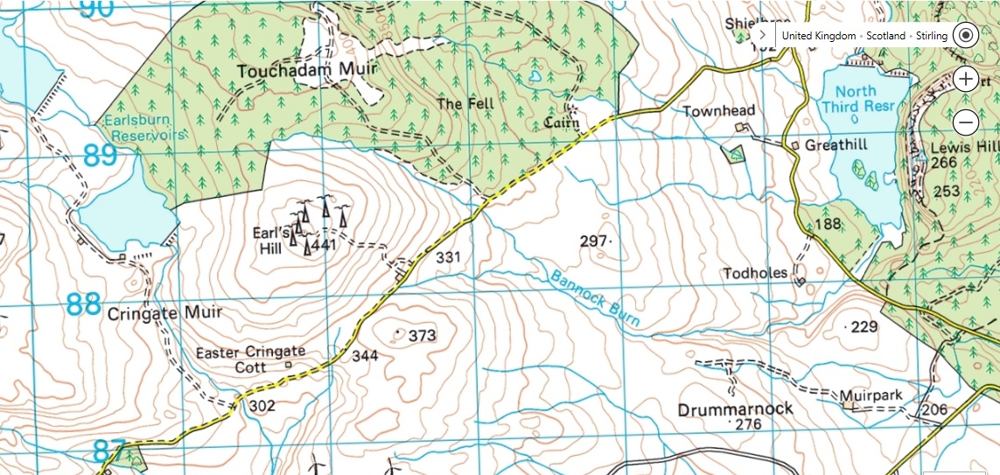 90
Shielbrae
182
United Kingdom • Scotland • Stirling
Touchadam Muir
The Fell
Cairn
Townhead
North
Third Resr
Earlsburn
Reservoirs
Greathill
Lewis Hill
266
89
253
188
Earl's
Hill
441
297
331
Todholes
Bannock Burn
88
Cringate Muir
373
229
Easter Cringate
Cott
344
302
Muirpark
Drummarnock
276
206
87